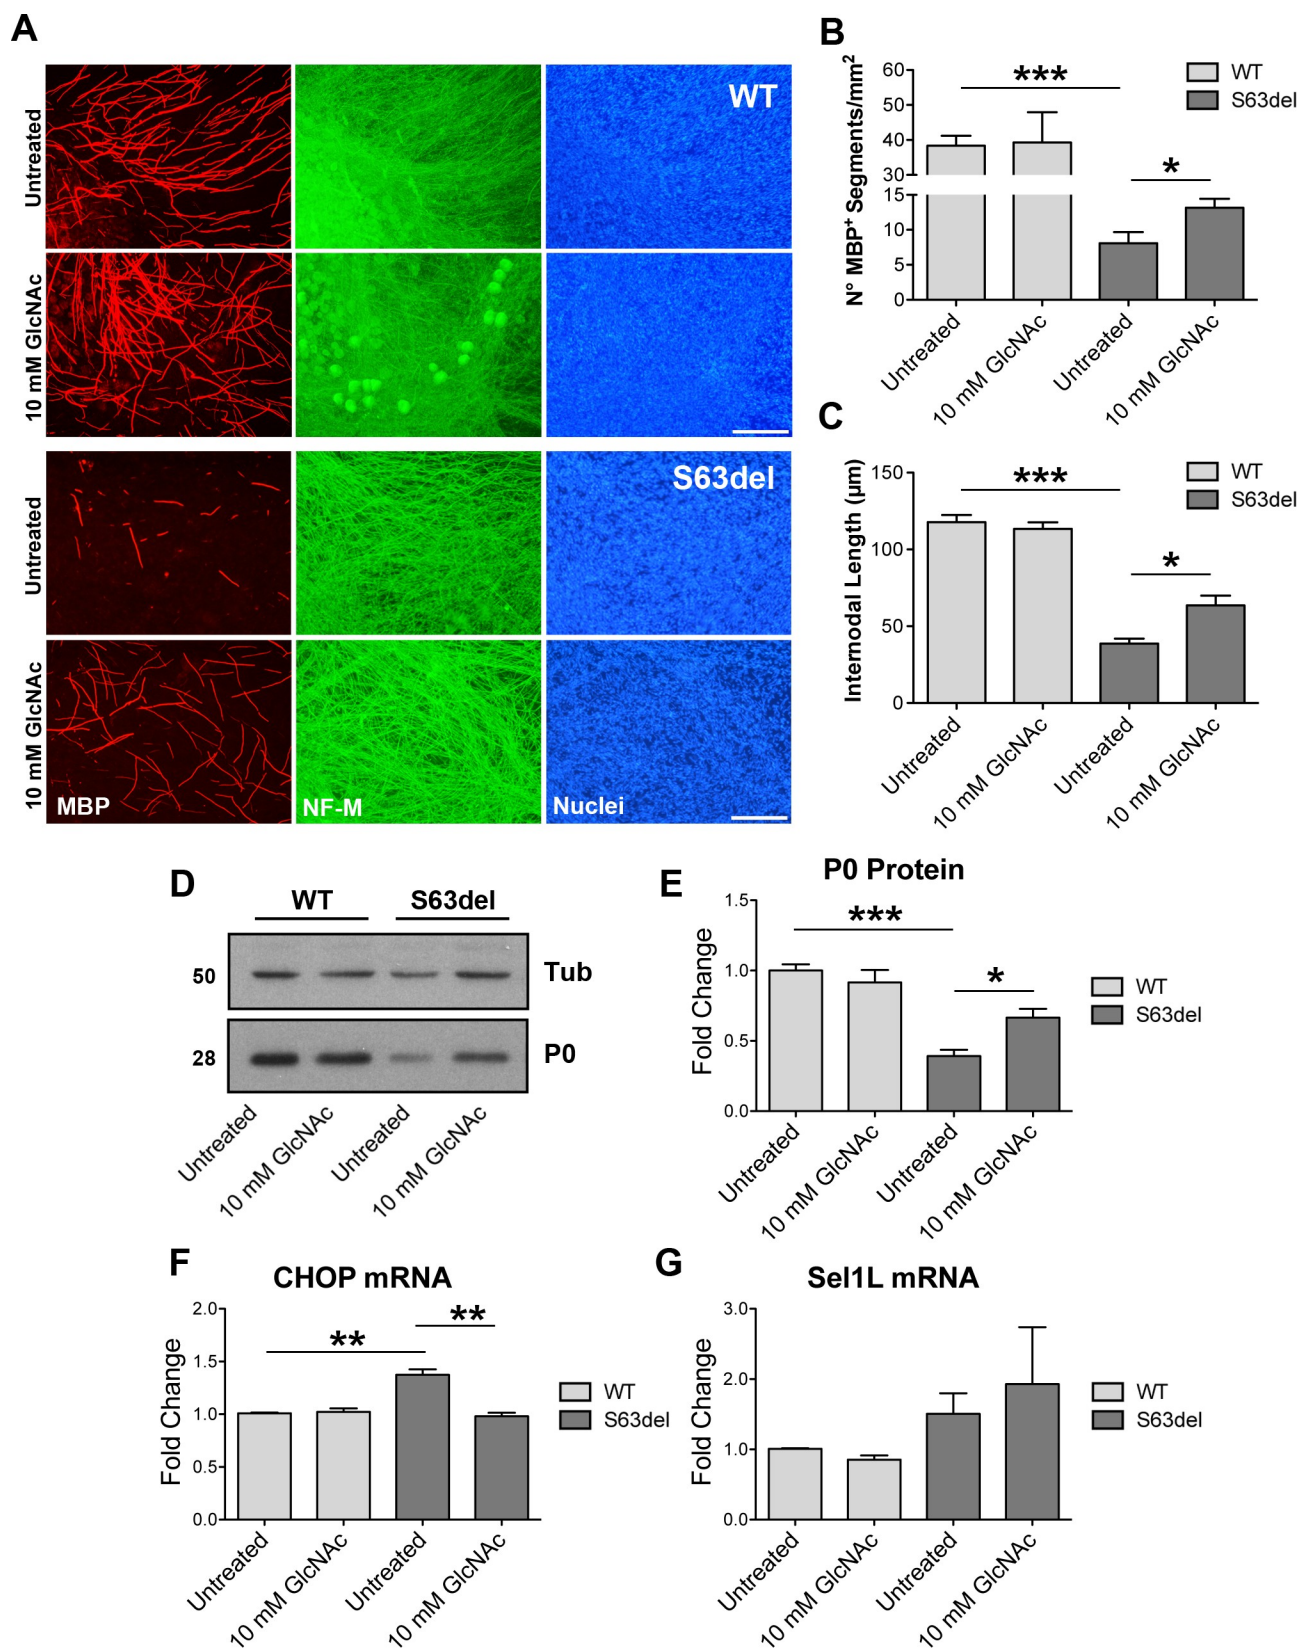 A
Untreated
WT
10 mM GlcNAc
Untreated
S63del
10 mM GlcNAc
MBP
NF-M
Nuclei
B
N° MBP⁺ Segments/mm²
60
50
40
30
15
10
5
0
***
*
WT
S63del
Untreated
10 mM GlcNAc
Untreated
10 mM GlcNAc
C
Internodal Length (µm)
150
100
50
0
***
*
WT
S63del
Untreated
10 mM GlcNAc
Untreated
10 mM GlcNAc
D
WT
S63del
50
Tub
28
P0
Untreated
10 mM GlcNAc
Untreated
10 mM GlcNAc
E
P0 Protein
Fold Change
1.5
1.0
0.5
0.0
***
*
WT
S63del
Untreated
10 mM GlcNAc
Untreated
10 mM GlcNAc
F
CHOP mRNA
Fold Change
2.0
1.5
1.0
0.5
0.0
**
**
WT
S63del
Untreated
10 mM GlcNAc
Untreated
10 mM GlcNAc
G
Sel1L mRNA
Fold Change
3.0
2.0
1.0
0.0
WT
S63del
Untreated
10 mM GlcNAc
Untreated
10 mM GlcNAc